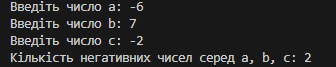 Введіть число a: -6
Введіть число b: 7
Введіть число c: -2
Кількість негативних чисел серед a, b, c: 2